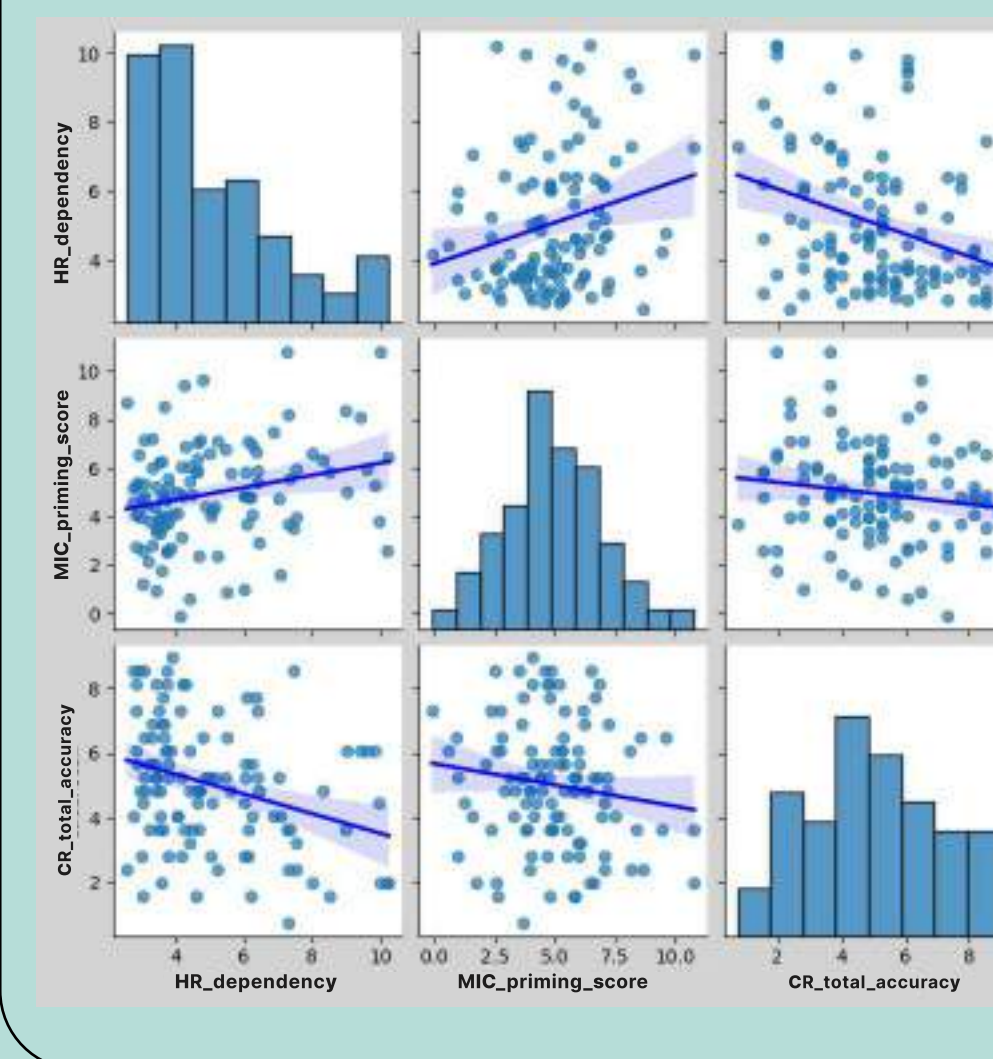 HR_dependency
10
8
6
4
MIC_priming_score
10
8
6
4
2
0
CR_total_accuracy
8
6
4
2
4 6 8 10 0.0 2.5 5.0 7.5 10.0 2 4 6 8
HR_dependency MIC_priming_score CR_total_accuracy